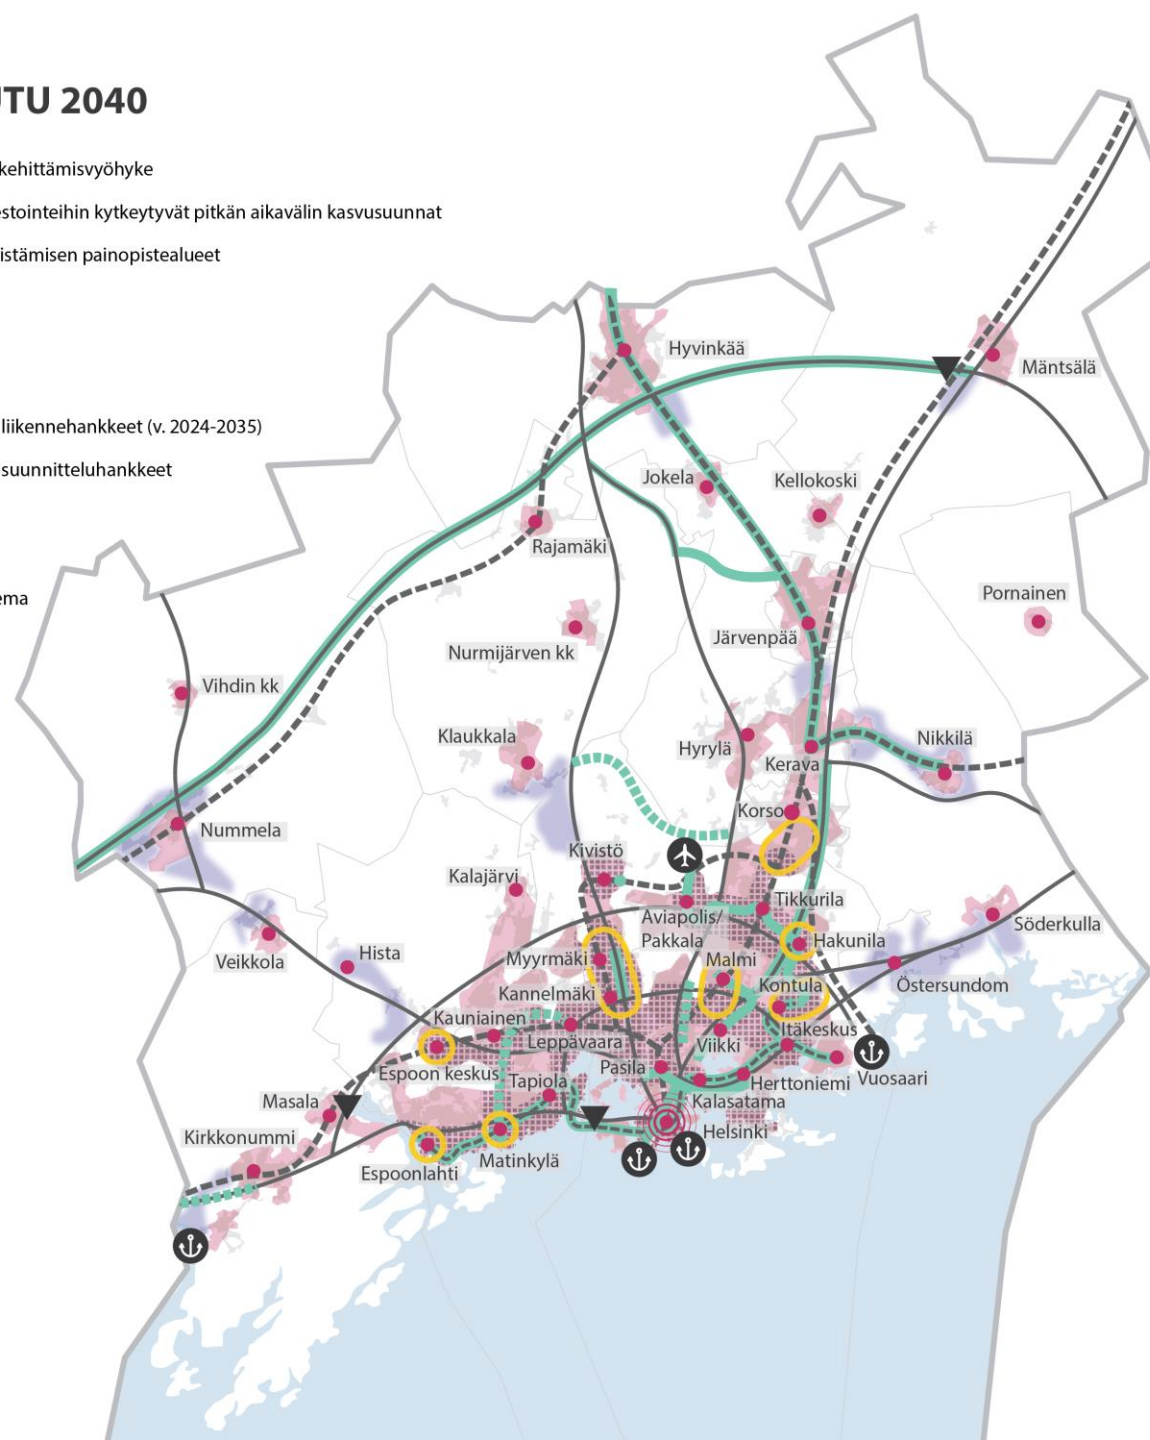 UTU 2040
kehittämisvyöhyke
estointeihin kytkeytyvät pitkän aikavälin kasvusuunnat
istämisen painopistealueet
liikennehankkeet (v. 2024-2035)
suunnitteluhankkeet
ema
Hyvinkää
Mäntsälä
Jokela
Kellokoski
Rajamäki
Pornainen
Järvenpää
Nurmijärven kk
Vihdin kk
Klaukkala
Hyrylä
Nikkilä
Kerava
Korso
Nummela
Kivistö
Kalajärvi
Tikkurila
Aviapolis/
Pakkala
Söderkulla
Hakunila
Veikkola
Hista
Myyrmäki
Malmi
Östersundom
Kontula
Kannelmäki
Kauniainen
Itäkeskus
Leppävaara
Viikki
Espoon keskus
Pasila
Tapiola
Herttoniemi
Vuosaari
Masala
Kalasatama
Helsinki
Kirkkonummi
Matinkylä
Espoonlahti